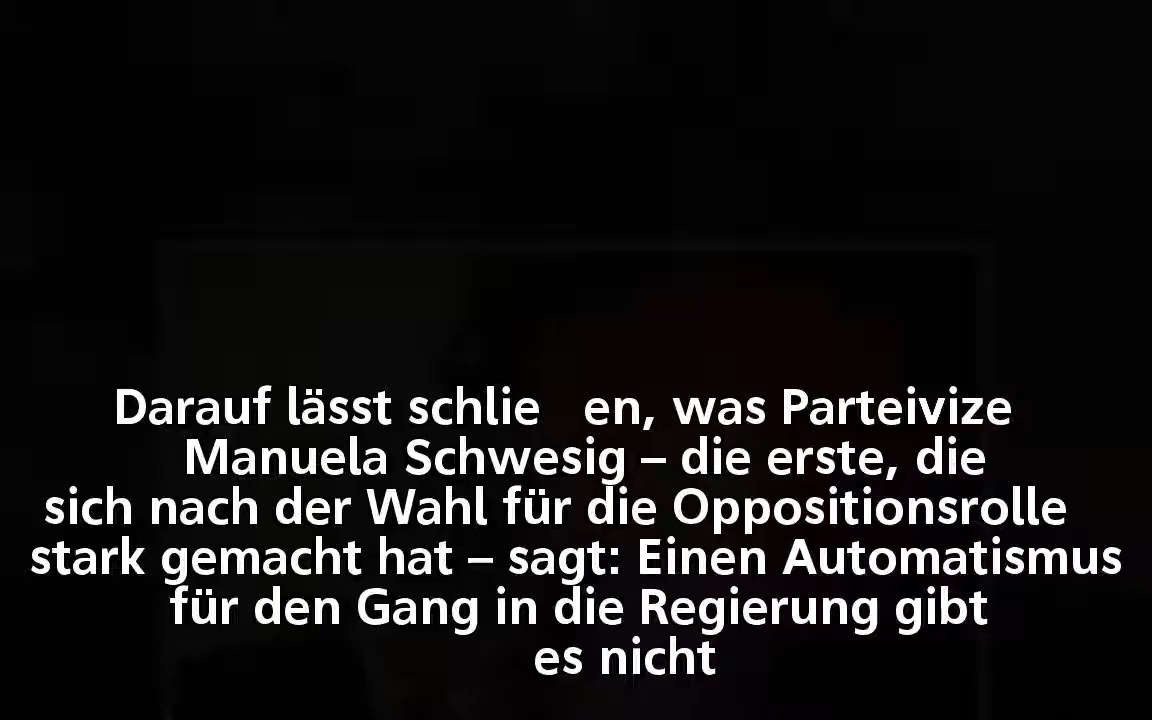 Darauf lässt schlie en, was Parteivize
Manuela Schwesig – die erste, die
sich nach der Wahl für die Oppositionsrolle
stark gemacht hat – sagt: Einen Automatismus
für den Gang in die Regierung gibt
es nicht